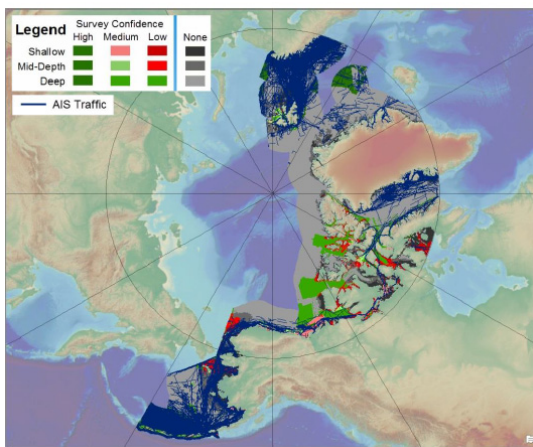 Legend
Survey Confidence
High Medium Low None
Shallow
Mid-Depth
Deep
AIS Traffic